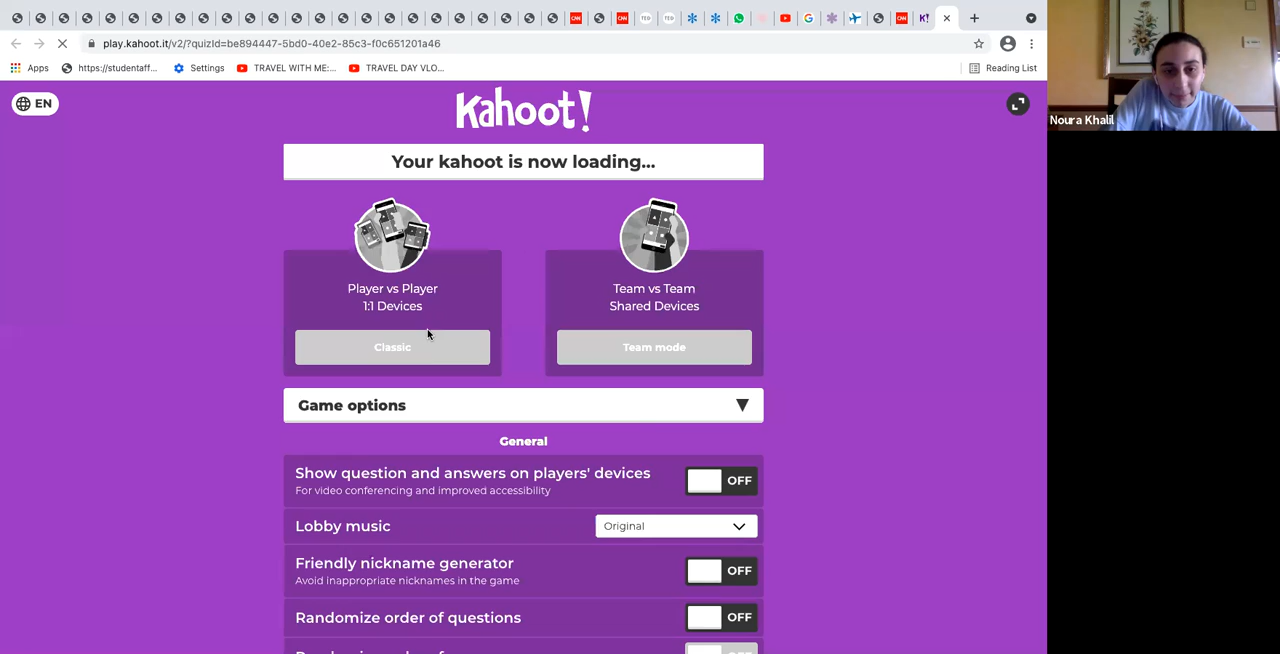 play.kahoot.it/v2/?quizId=be894447-5bd0-40e2-85c3-f0c651201a46
Apps https://studentaff... Settings TRAVEL WITH ME:... TRAVEL DAY VLO... Reading List
EN
Kahoot!
Your kahoot is now loading...
Player vs Player
1:1 Devices
Classic
Team vs Team
Shared Devices
Team mode
Game options
General
Show question and answers on players' devices
For video conferencing and improved accessibility
OFF
Lobby music
Original
Friendly nickname generator
Avoid inappropriate nicknames in the game
OFF
Randomize order of questions
OFF
Noura Khalil